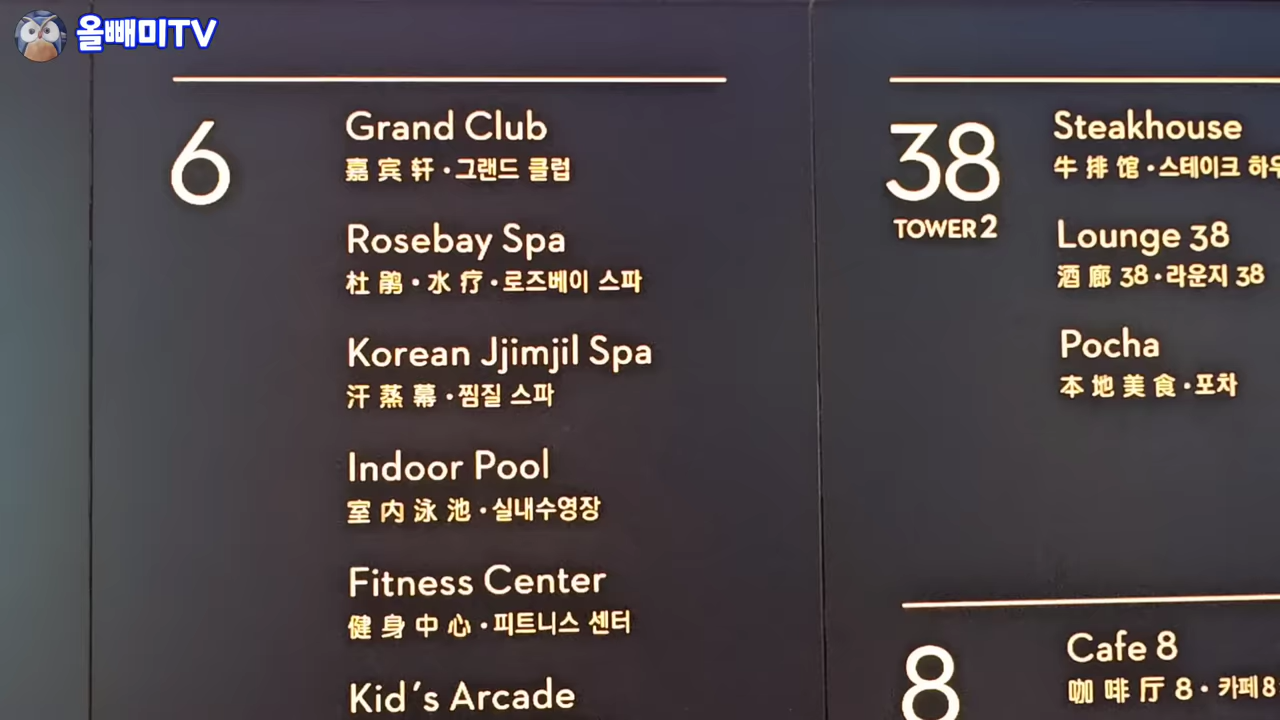 올빼미TV
6
Grand Club
嘉宾轩·그랜드 클럽
Rosebay Spa
杜鹃·水疗·로즈베이 스파
Korean Jjimjil Spa
汗蒸幕·찜질 스파
Indoor Pool
室内泳池·실내수영장
Fitness Center
健身中心·피트니스 센터
Kid's Arcade
38
TOWER2
Steakhouse
牛排馆·스테이크 하우
Lounge 38
酒廊 38·라운지 38
Pocha
本地美食·포차
8
Cafe 8
咖啡厅 8·카페8